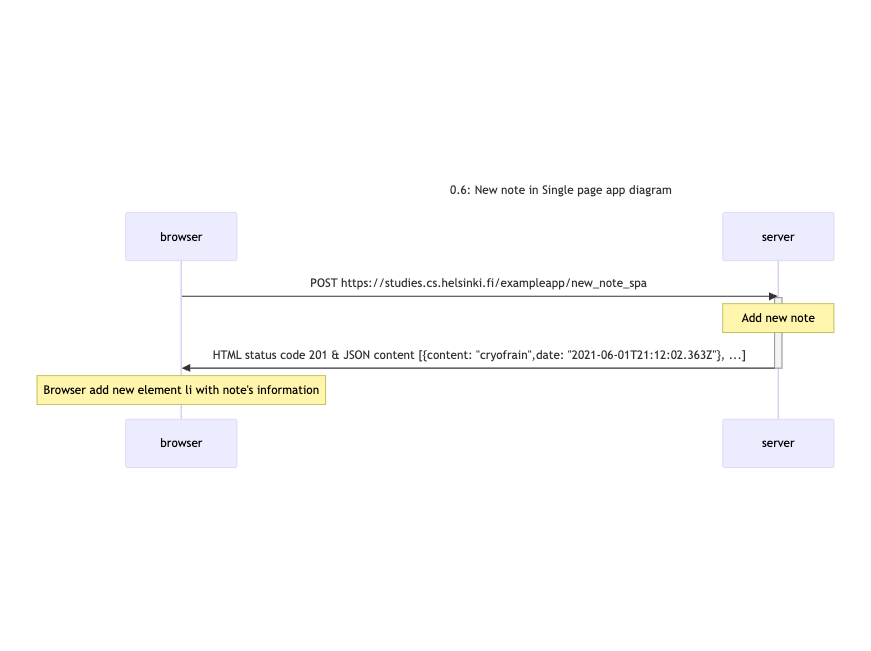 0.6: New note in Single page app diagram
browser
server
POST https://studies.cs.helsinki.fi/exampleapp/new_note_spa
Add new note
HTML status code 201 & JSON content [{content: "cryofrain",date: "2021-06-01T21:12:02.363Z"}, ...]
Browser add new element li with note's information
browser
server